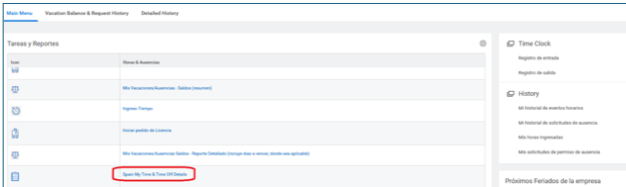 Main Menu Vacation Balance & Request History Detailed History
Tareas y Reportes
Icon Horas & Ausencias
Mis Vacaciones/Ausencias - Saldos (resumen)
Ingreso Tiempo
Iniciar pedido de Licencia
Mis Vacaciones/Ausencias Saldos - Reporte Detallado (incluye días a vencer, donde sea aplicable)
Spain My Time & Time Off Details
Time Clock
Registro de entrada
Registro de salida
History
Mi historial de eventos horarios
Mi historial de solicitudes de ausencia
Mis horas ingresadas
Mis solicitudes de permiso de ausencia
Próximos Feriados de la empresa